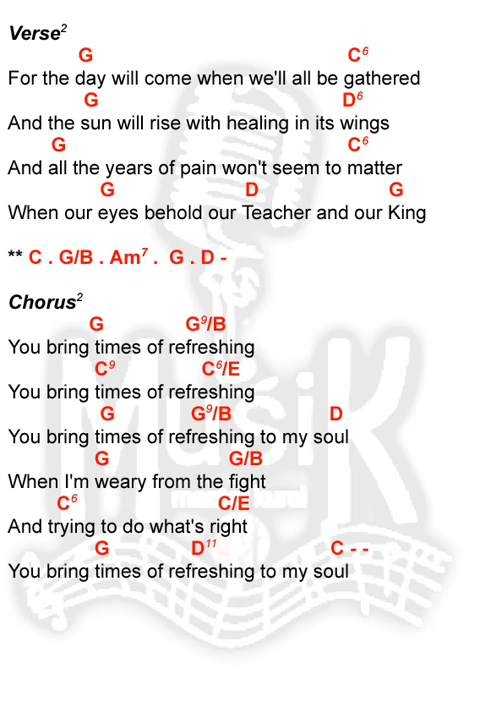 Verse²
G C⁶
For the day will come when we'll all be gathered
G D⁶
And the sun will rise with healing in its wings
G C⁶
And all the years of pain won't seem to matter
G D G
When our eyes behold our Teacher and our King
** C . G/B . Am⁷ . G . D -
Chorus²
G G⁹/B
You bring times of refreshing
C⁹ C⁶/E
You bring times of refreshing
G G⁹/B D
You bring times of refreshing to my soul
G G/B
When I'm weary from the fight
C⁶ C/E
And trying to do what's right
G D¹¹ C - -
You bring times of refreshing to my soul
MusiK